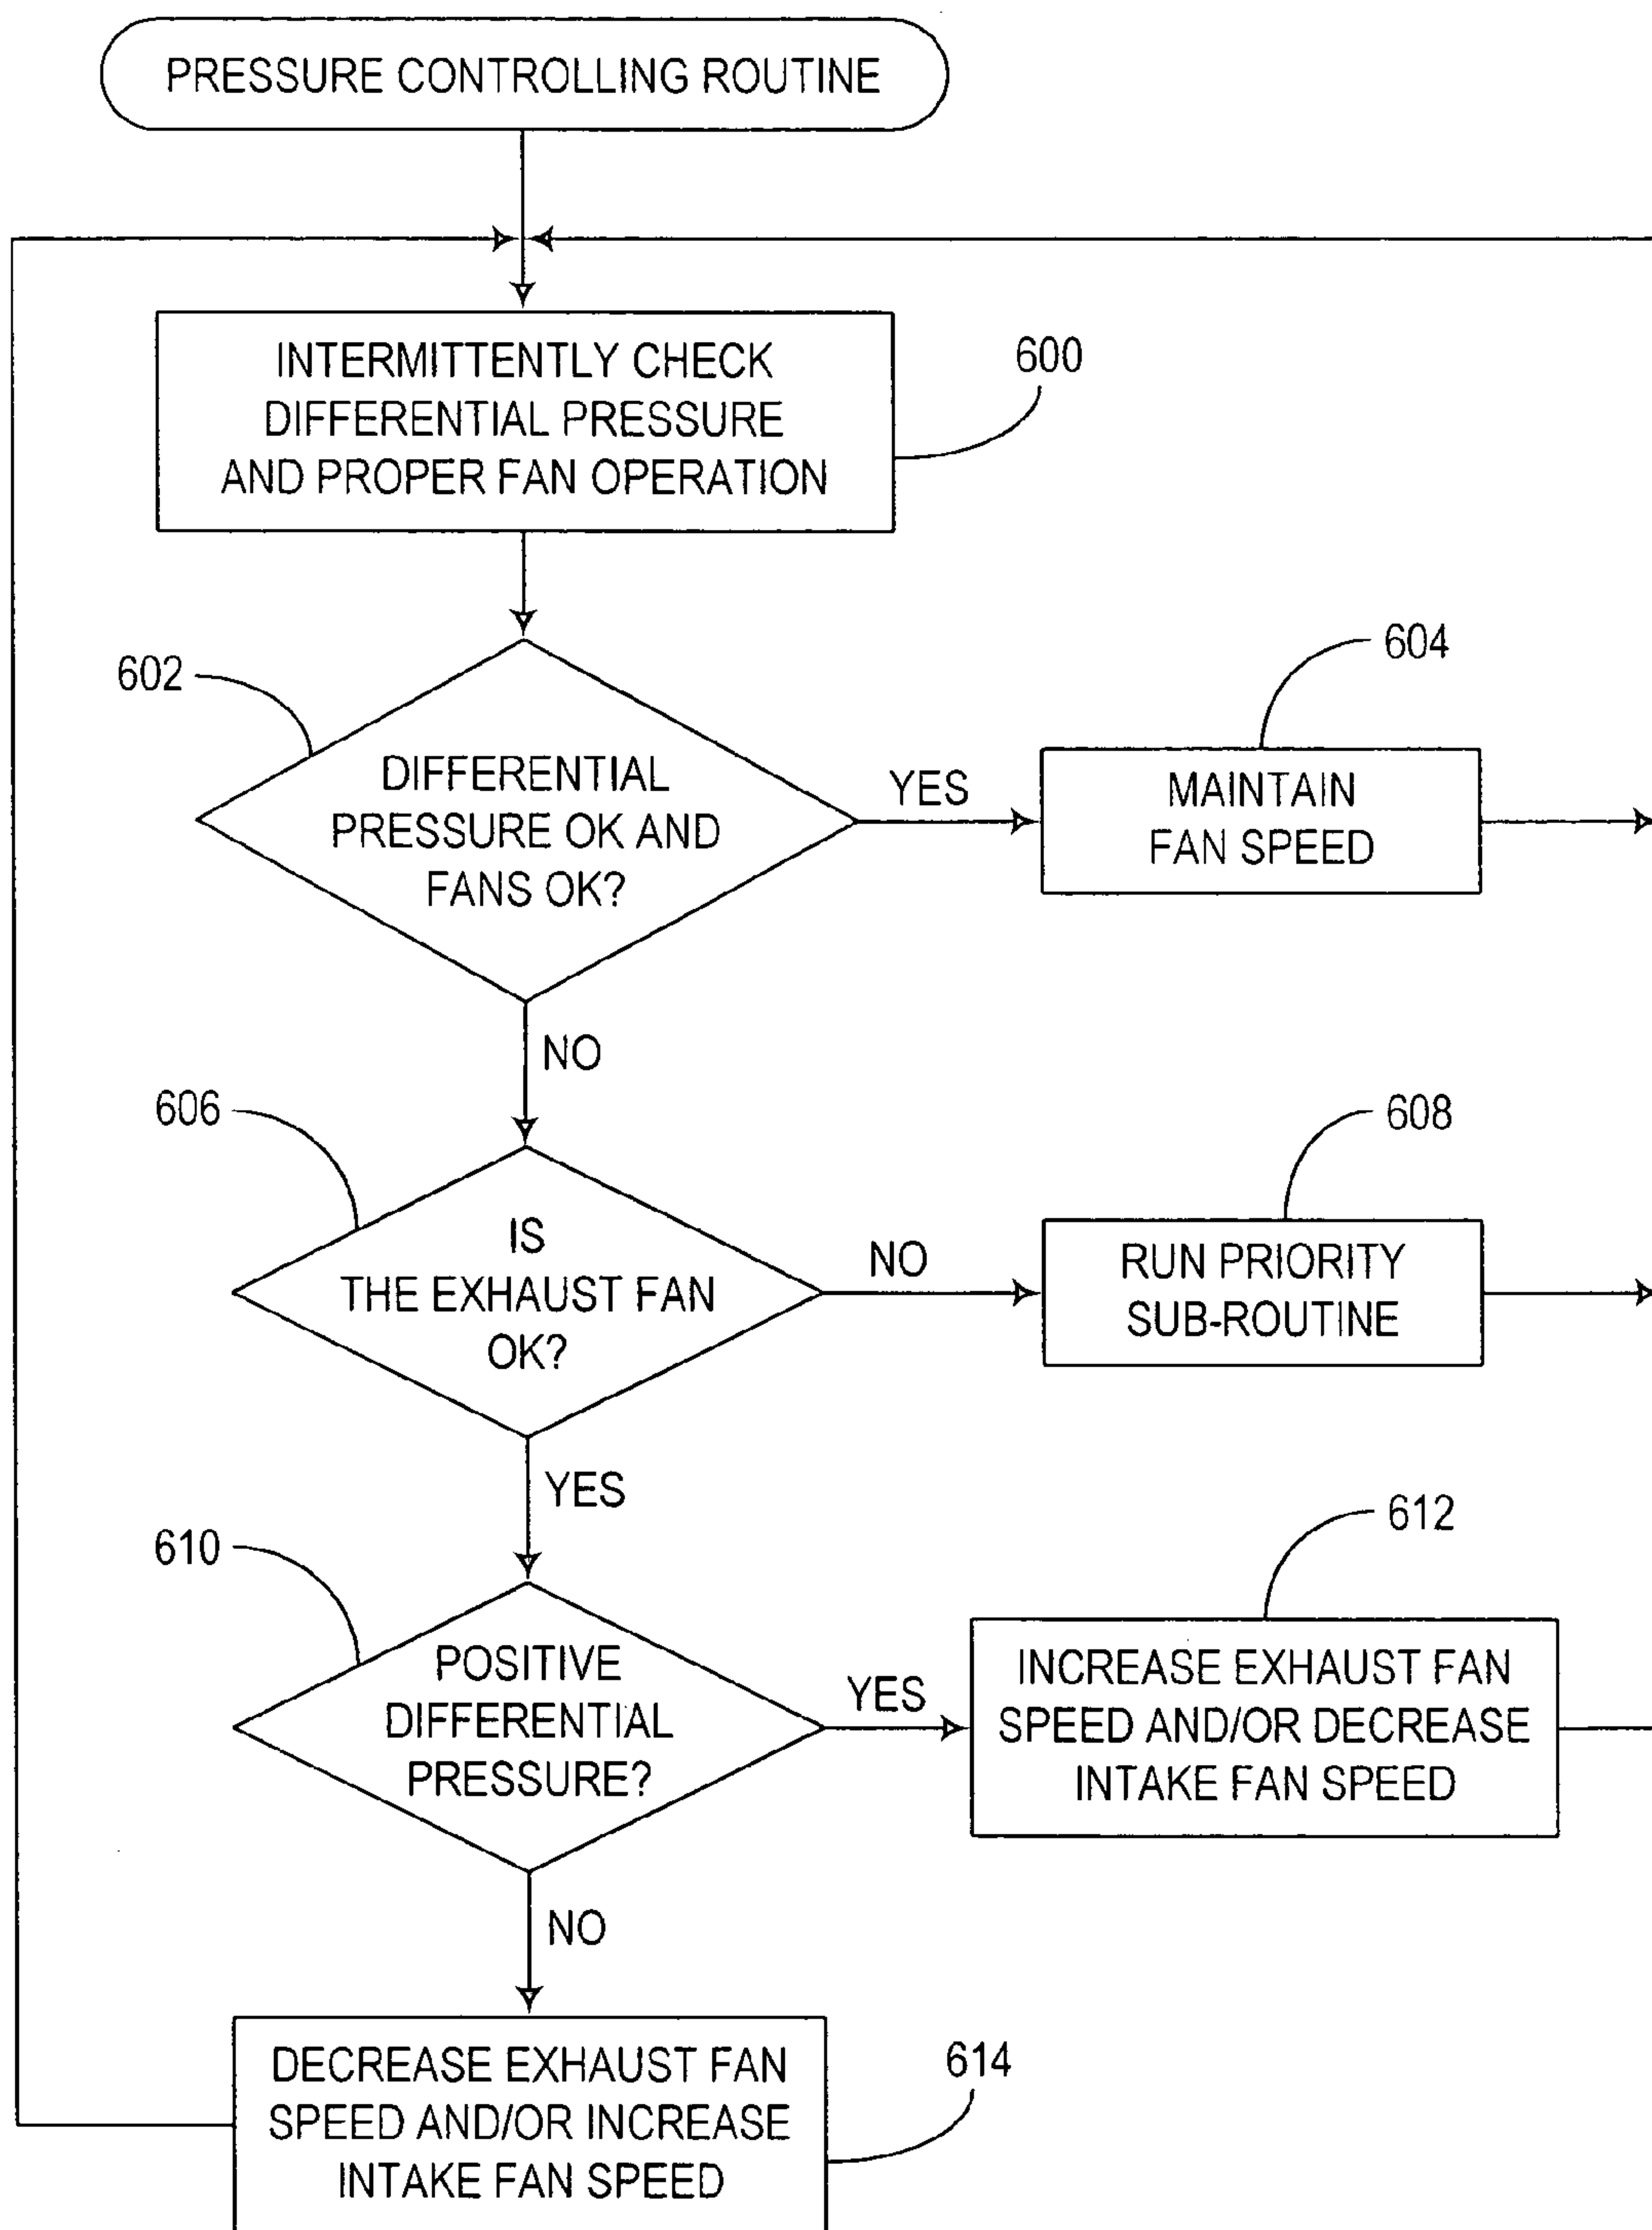 PRESSURE CONTROLLING ROUTINE
INTERMITTENTLY CHECK
DIFFERENTIAL PRESSURE
AND PROPER FAN OPERATION
600
602
DIFFERENTIAL
PRESSURE OK AND
FANS OK?
YES
604
MAINTAIN
FAN SPEED
NO
606
IS
THE EXHAUST FAN
OK?
NO
608
RUN PRIORITY
SUB-ROUTINE
YES
610
POSITIVE
DIFFERENTIAL
PRESSURE?
YES
612
INCREASE EXHAUST FAN
SPEED AND/OR DECREASE
INTAKE FAN SPEED
NO
DECREASE EXHAUST FAN
SPEED AND/OR INCREASE
INTAKE FAN SPEED
614